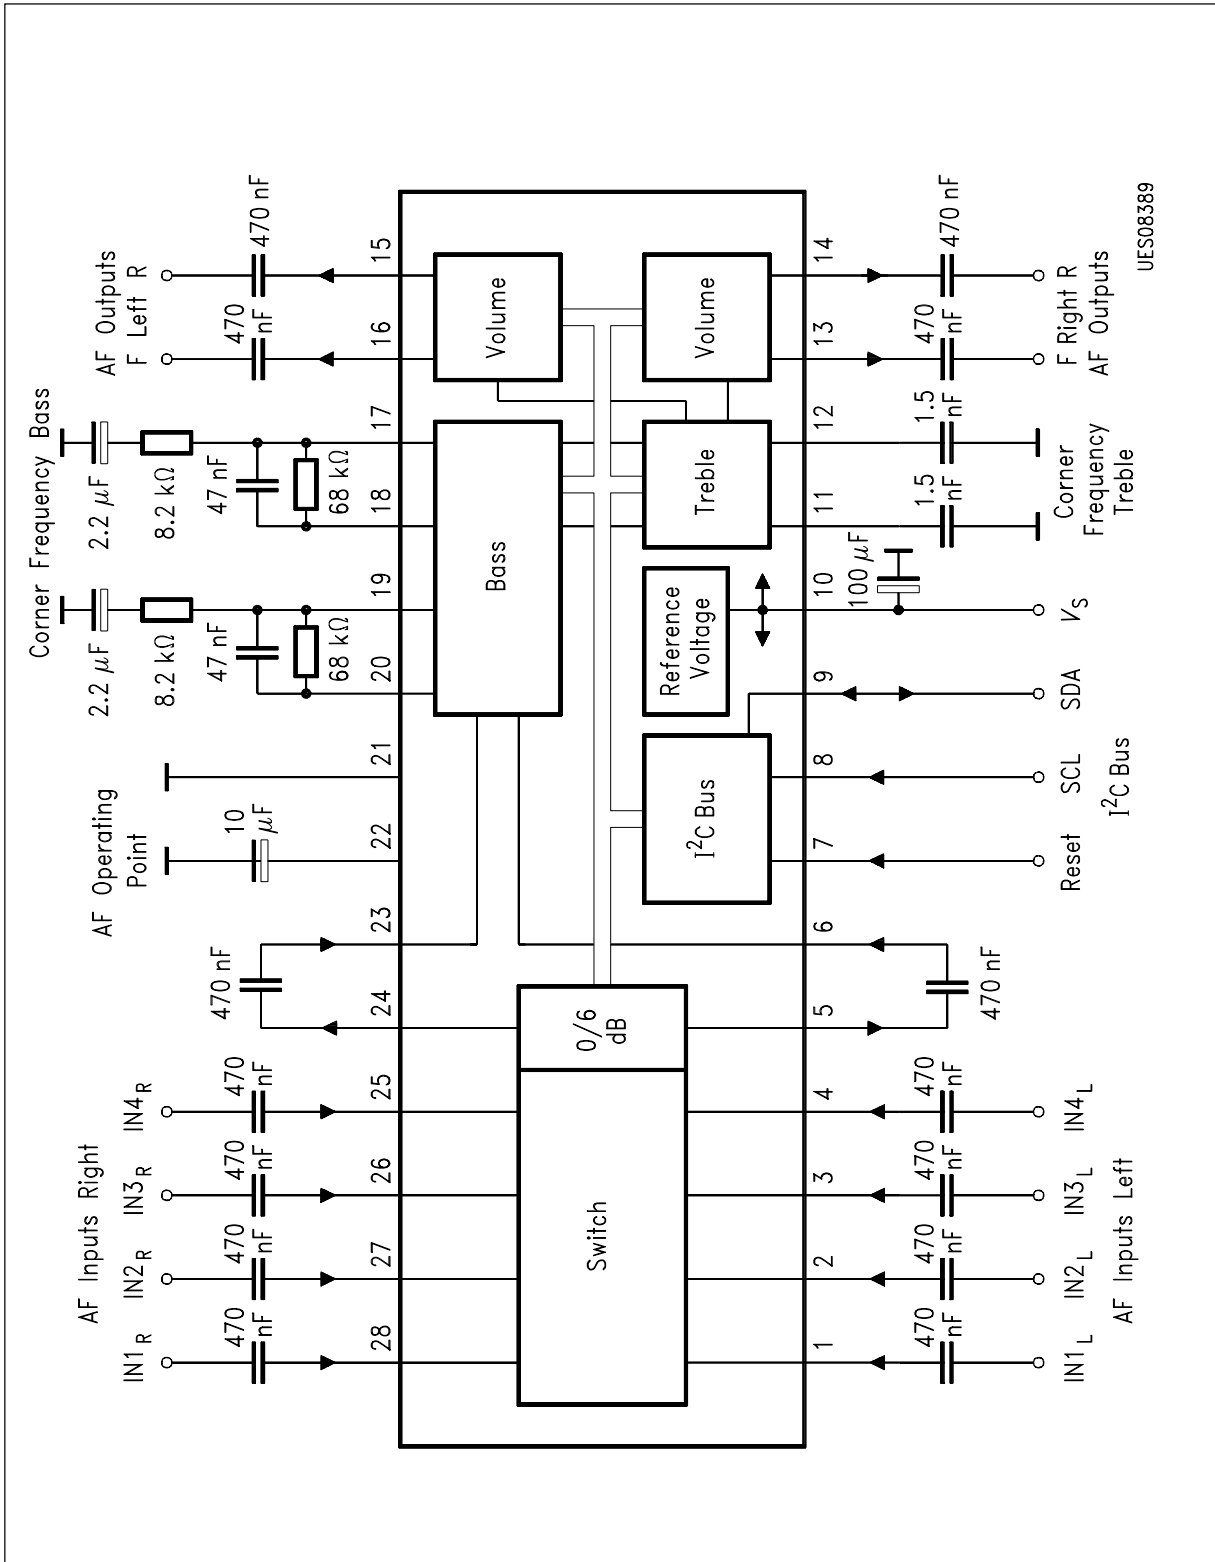 Corner Frequency Bass
2.2 μF
2.2 μF
8.2 kΩ
8.2 kΩ
47 nF
47 nF
68 kΩ
68 kΩ
AF Inputs Right
IN1R
IN2R
IN3R
IN4R
AF Operating
Point
AF Outputs
F Left R
470
nF
470
nF
470
nF
470
nF
470 nF
10
μF
470
nF
470 nF
28
27
26
25
24
23
22
21
20
19
18
17
16
15
Switch
0/6
dB
Bass
Volume
I²C Bus
Reference
Voltage
Treble
Volume
1
2
3
4
5
6
7
8
9
10
11
12
13
14
470
nF
470
nF
470
nF
470
nF
470 nF
100 μF
1.5
nF
1.5
nF
470
nF
470 nF
IN1L
IN2L
IN3L
IN4L
AF Inputs Left
Reset
SCL
SDA
I²C Bus
VS
Corner
Frequency
Treble
F Right R
AF Outputs
UES08389